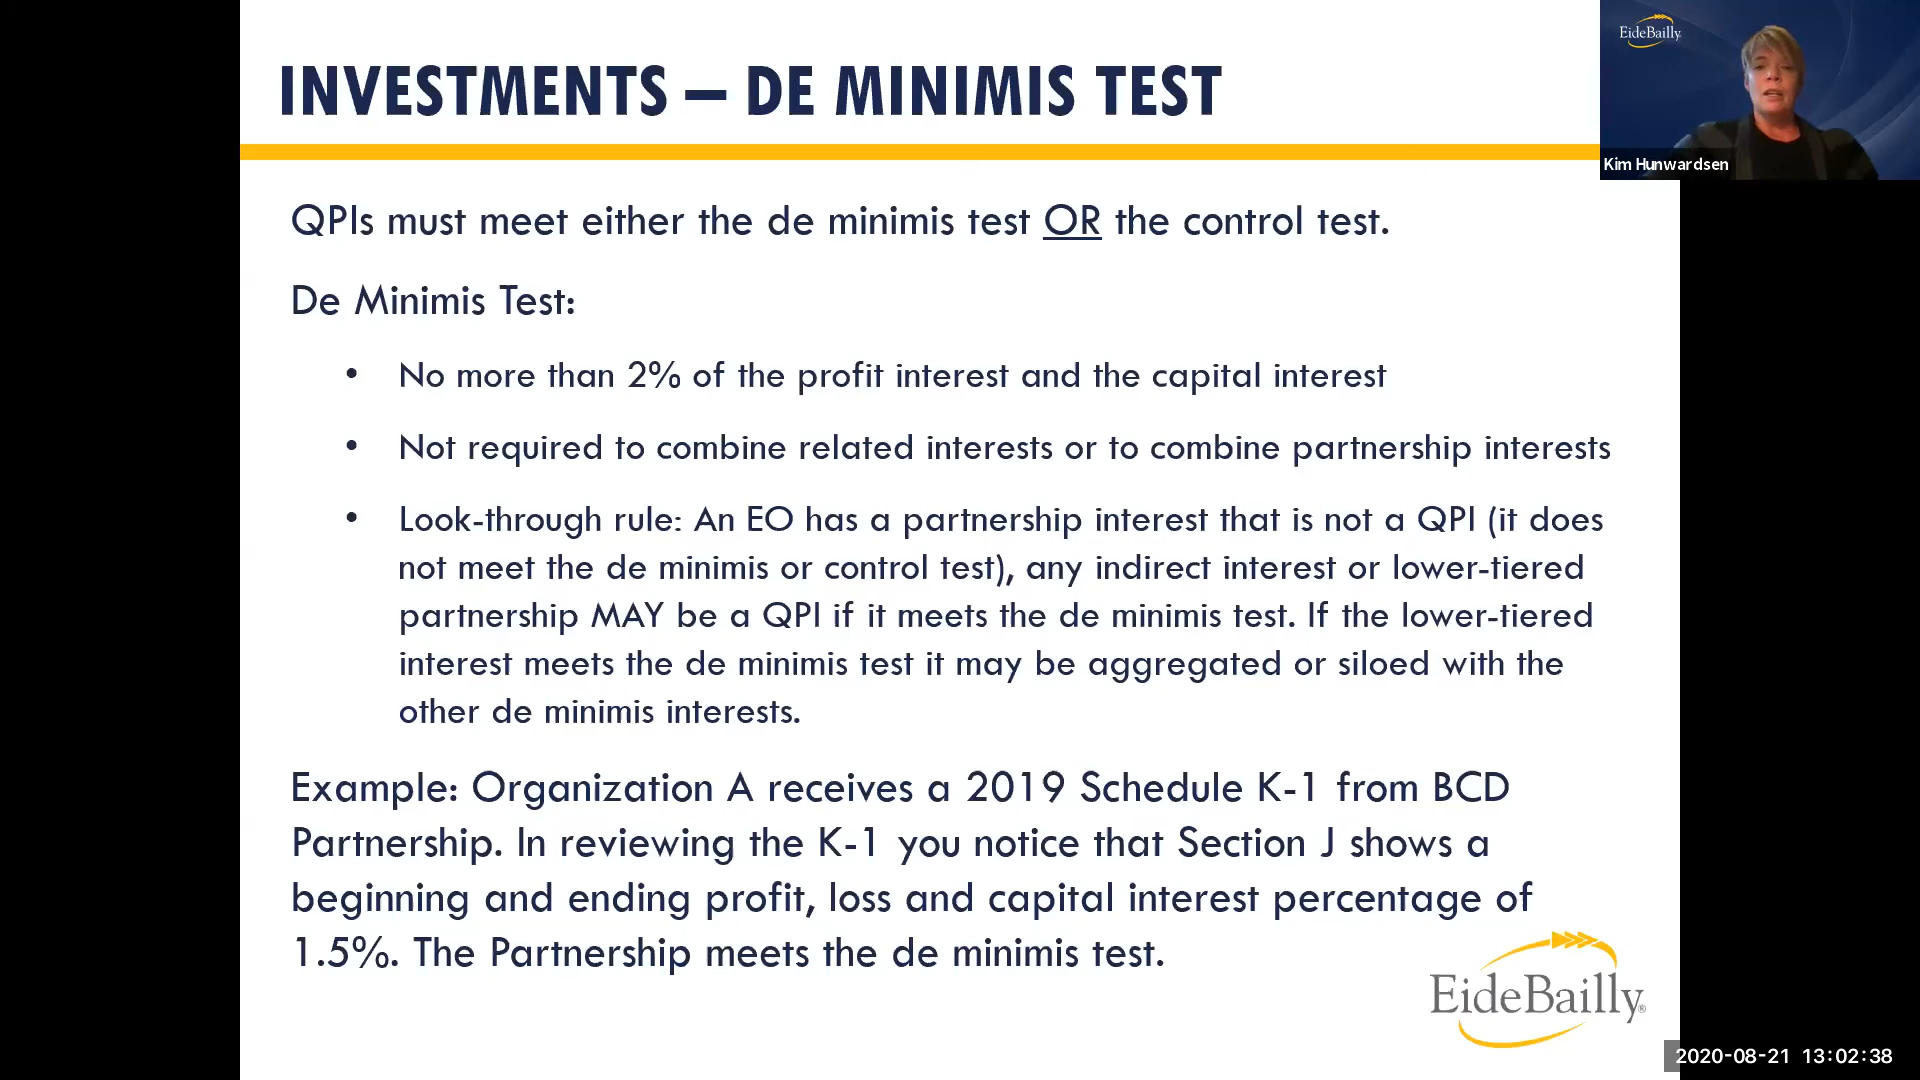 INVESTMENTS – DE MINIMIS TEST
EideBailly
Kim Hunwardsen
QPIs must meet either the de minimis test OR the control test.
De Minimis Test:
• No more than 2% of the profit interest and the capital interest
• Not required to combine related interests or to combine partnership interests
• Look-through rule: An EO has a partnership interest that is not a QPI (it does
not meet the de minimis or control test), any indirect interest or lower-tiered
partnership MAY be a QPI if it meets the de minimis test. If the lower-tiered
interest meets the de minimis test it may be aggregated or siloed with the
other de minimis interests.
Example: Organization A receives a 2019 Schedule K-1 from BCD
Partnership. In reviewing the K-1 you notice that Section J shows a
beginning and ending profit, loss and capital interest percentage of
1.5%. The Partnership meets the de minimis test.
EideBailly®
2020-08-21 13:02:38